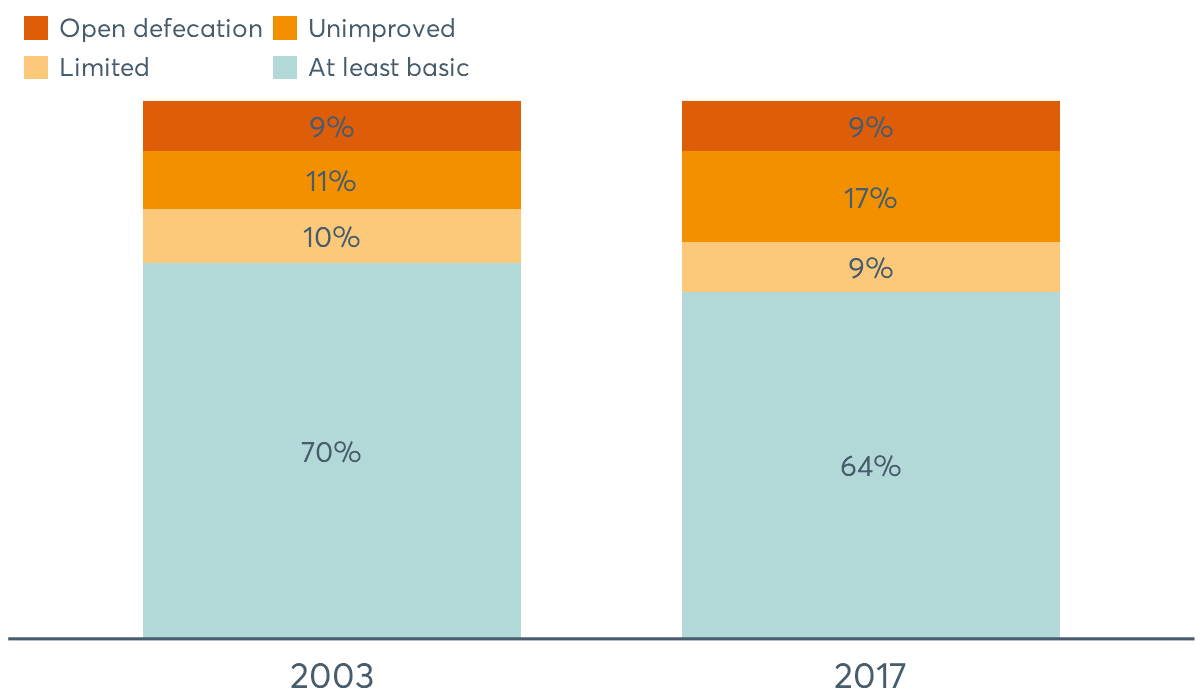 Open defecation Unimproved
Limited At least basic
9% 9%
11% 17%
10% 9%
70% 64%
2003 2017